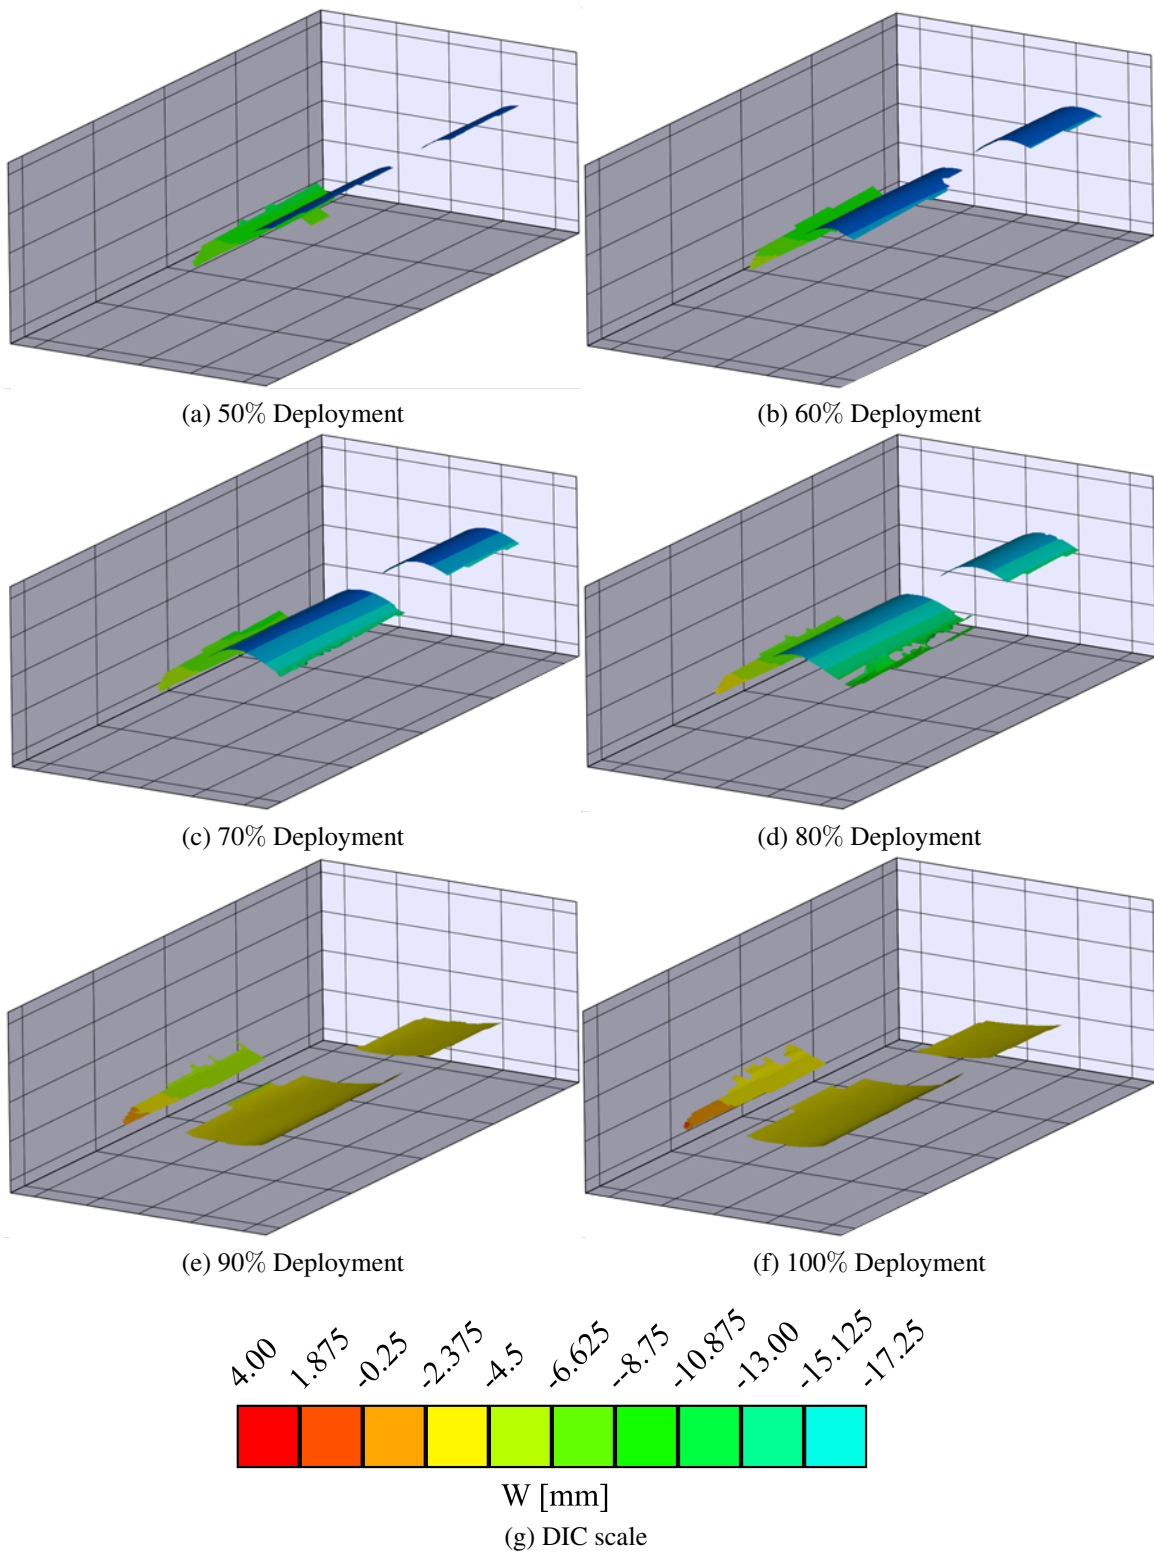 (a) 50% Deployment
(b) 60% Deployment
(c) 70% Deployment
(d) 80% Deployment
(e) 90% Deployment
(f) 100% Deployment
4.00
1.875
-0.25
-2.375
-4.5
-6.625
--8.75
-10.875
-13.00
-15.125
-17.25
W [mm]
(g) DIC scale